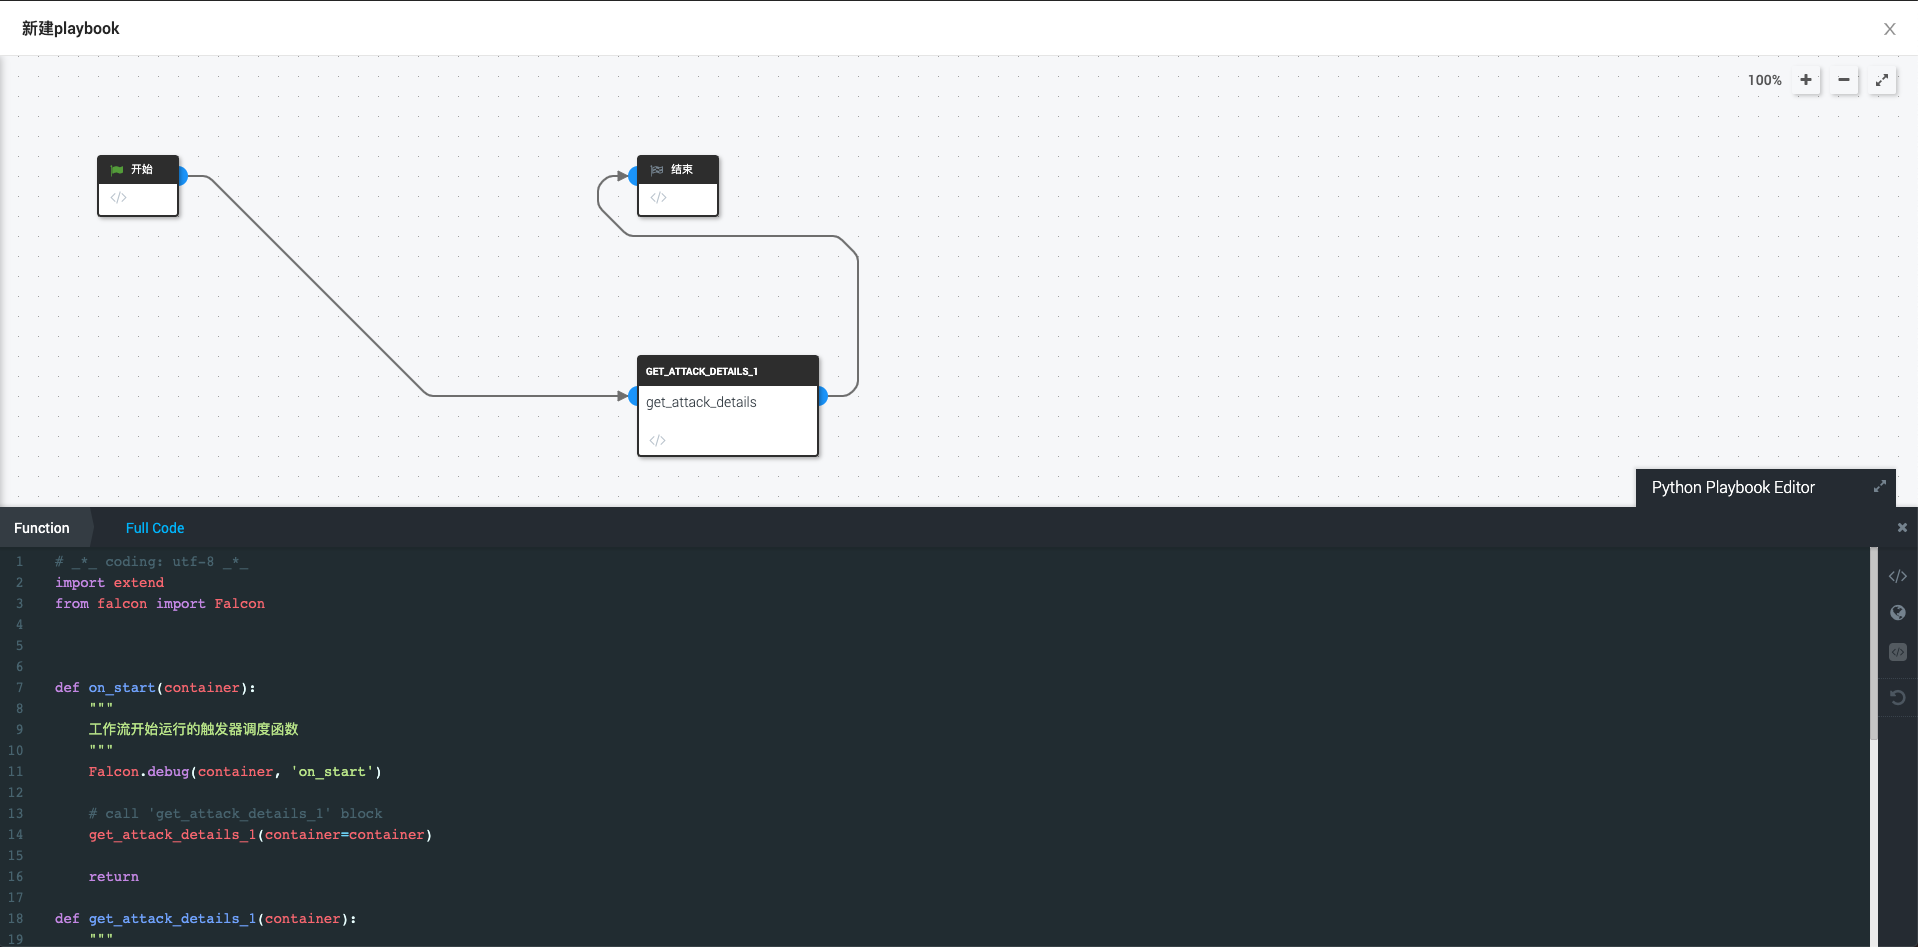 新建playbook
100%
开始
结束
GET_ATTACK_DETAILS_1
get_attack_details
Python Playbook Editor
Function
Full Code
1 # _*_ coding: utf-8 _*_
2 import extend
3 from falcon import Falcon
4
5
6
7 def on_start(container):
8 """
9 工作流开始运行的触发器调度函数
10 """
11 Falcon.debug(container, 'on_start')
12
13 # call 'get_attack_details_1' block
14 get_attack_details_1(container=container)
15
16 return
17
18 def get_attack_details_1(container):
19 """